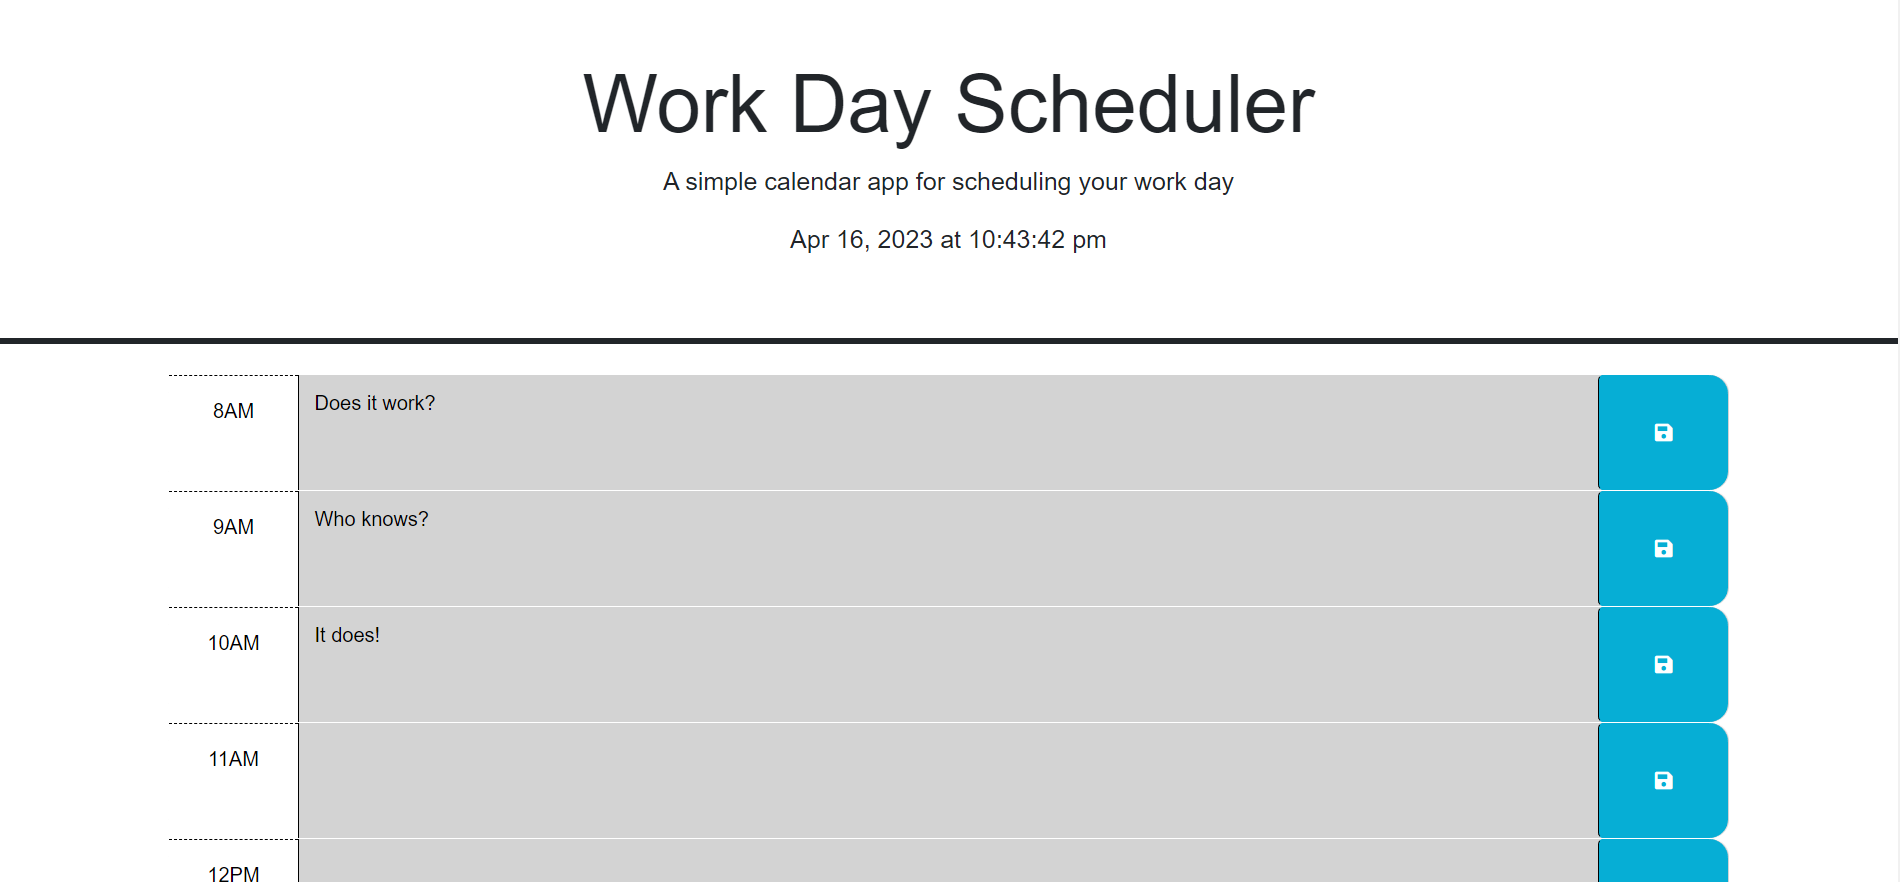 Work Day Scheduler
A simple calendar app for scheduling your work day
Apr 16, 2023 at 10:43:42 pm
8AM Does it work?
9AM Who knows?
10AM It does!
11AM
12PM